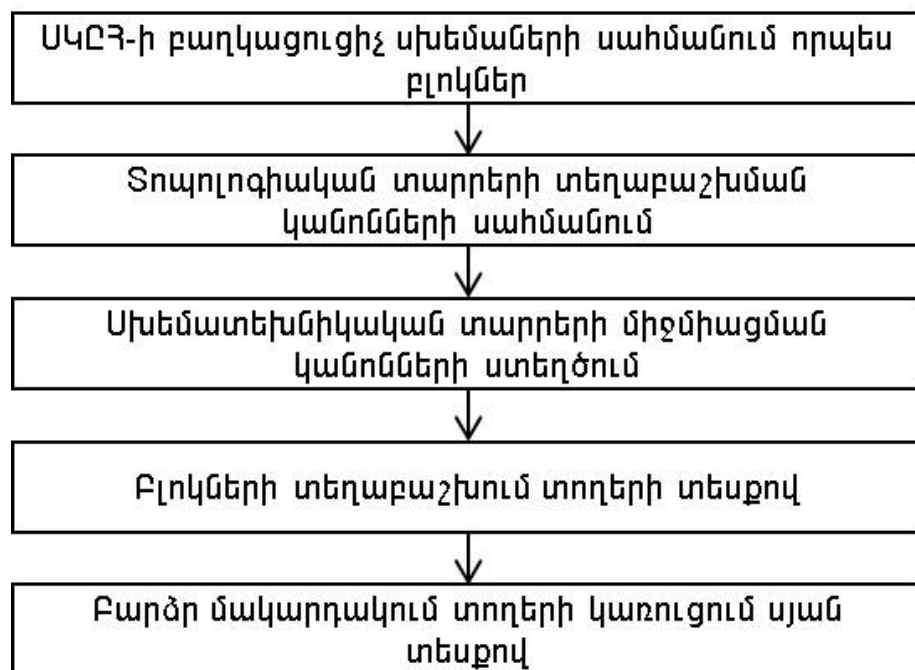 ՍԿԸՀ-ի բաղկացուցիչ սխեմաների սահմանում որպես
բլոկներ
Տոպոլոգիական տարրերի տեղաբաշխման
կանոնների սահմանում
Սխեմատեխնիկական տարրերի միջմիացման
կանոնների ստեղծում
Բլոկների տեղաբաշխում տողերի տեսքով
Բարձր մակարդակում տողերի կառուցում սյան
տեսքով